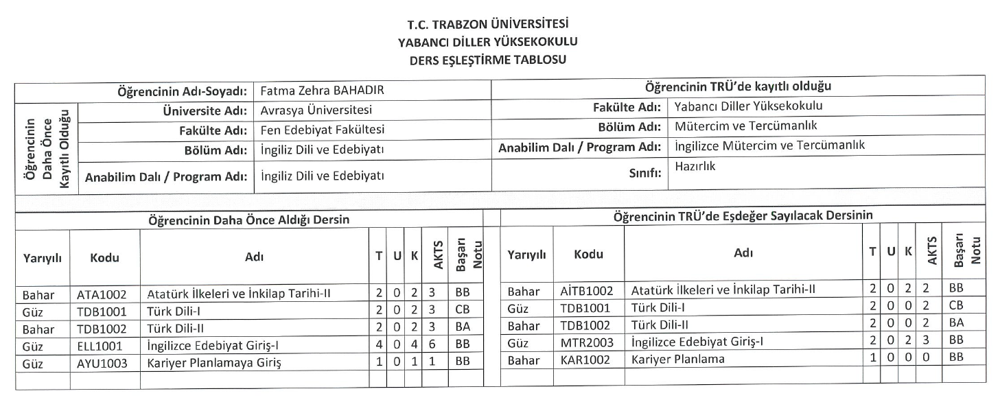 T.C. TRABZON ÜNİVERSİTESİ
YABANCI DİLLER YÜKSEKOKULU
DERS EŞLEŞTİRME TABLOSU
Öğrencinin Adı-Soyadı: Fatma Zehra BAHADIR Öğrencinin TRÜ’de kayıtlı olduğu
Öğrencinin Daha Önce Kayıtlı Olduğu
Üniversite Adı: Avrasya Üniversitesi Fakülte Adı: Yabancı Diller Yüksekokulu
Fakültesi Adı: Fen Edebiyat Fakültesi Bölüm Adı: Mütercim ve Tercümanlık
Bölüm Adı: İngiliz Dili ve Edebiyatı Anabilim Dalı / Program Adı: İngilizce Mütercim ve Tercümanlık
Anabilim Dalı / Program Adı: İngiliz Dili ve Edebiyatı Sınıfı: Hazırlık
Öğrencinin Daha Önce Aldığı Dersin Öğrencinin TRÜ’de Eşdeğer Sayılacak Dersinin
Yarıyılı Kodu Adı T U K AKTS Başarı Notu Yarıyılı Kodu Adı T U K AKTS Başarı Notu
Bahar ATA1002 Atatürk İlkeleri ve İnkilap Tarihi-II 2 0 2 3 BB Bahar AİTB1002 Atatürk İlkeleri ve İnkilap Tarihi-II 2 0 2 2 BB
Güz TDB1001 Türk Dili-I 2 0 2 3 CB Güz TDB1001 Türk Dili-I 2 0 0 2 CB
Bahar TDB1002 Türk Dili-II 2 0 2 3 BA Bahar TDB1002 Türk Dili-II 2 0 0 2 BA
Güz ELL1001 İngilizce Edebiyat Giriş-I 4 0 4 6 BB Güz MTR2003 İngilizce Edebiyat Giriş-I 2 0 2 3 BB
Güz AYU1003 Kariyer Planlamaya Giriş 1 0 1 1 BB Bahar KAR1002 Kariyer Planlama 1 0 0 0 BB